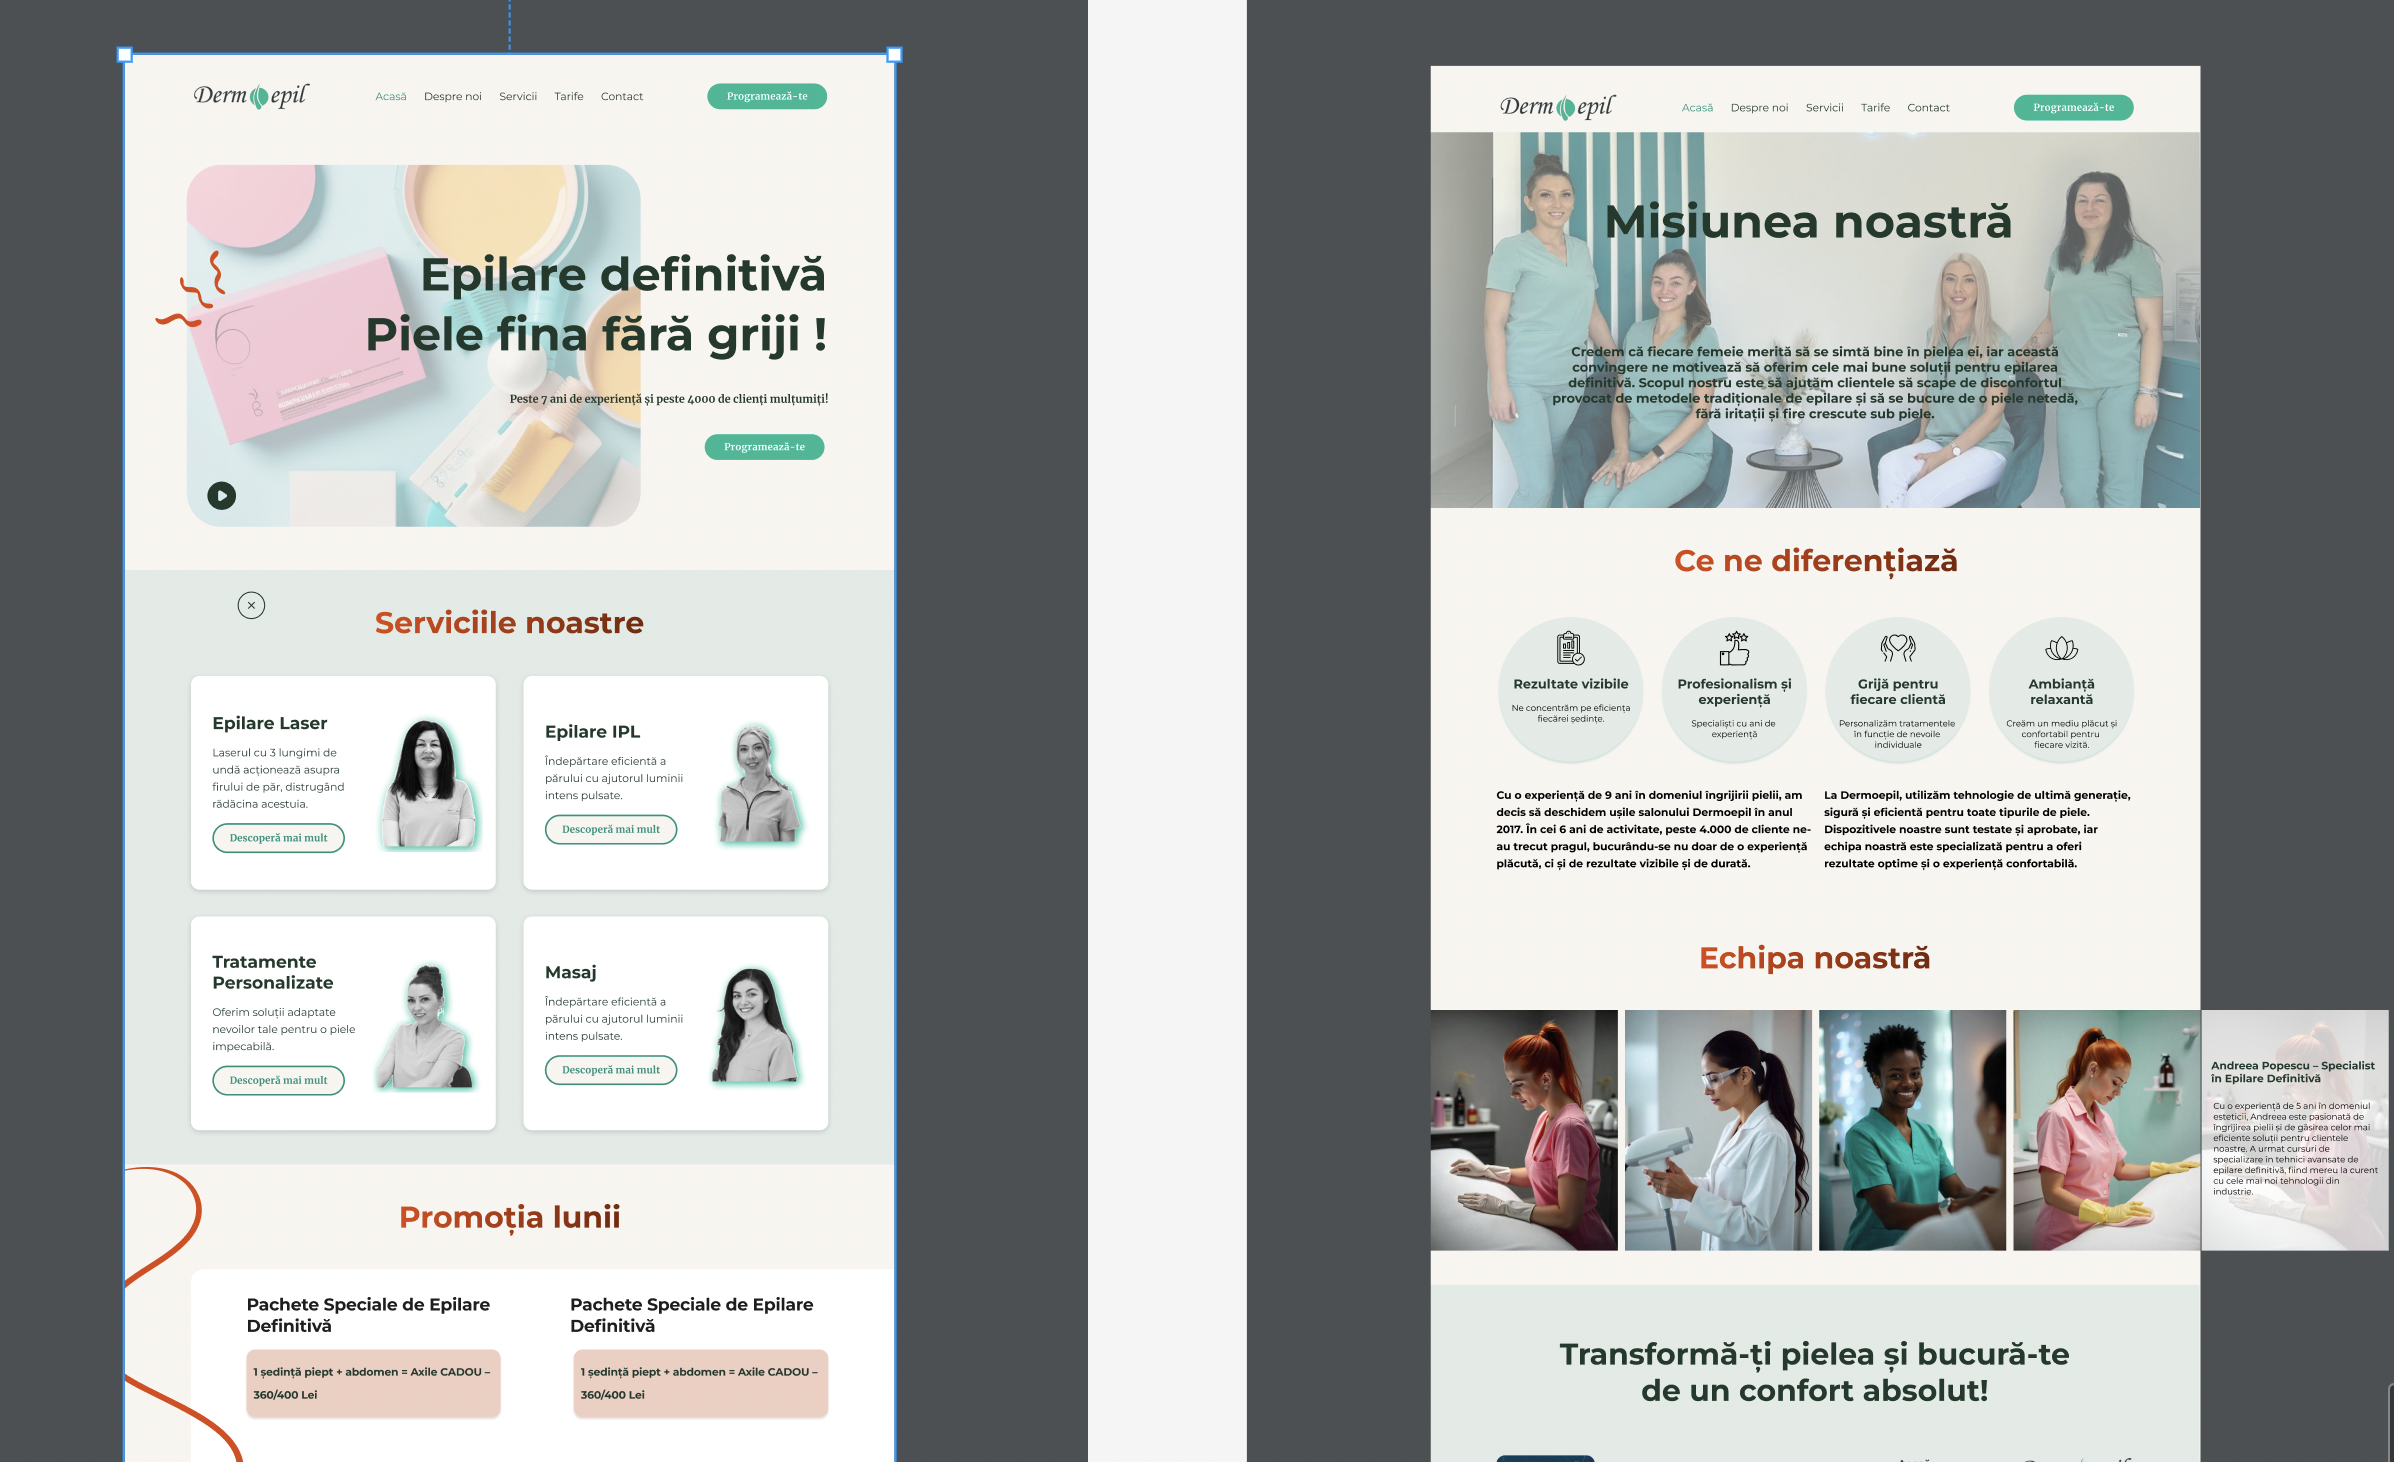 Dermepil
Acasă Despre noi Servicii Tarife Contact
Programează-te
Epilare definitivă
Piele fina fără griji !
Peste 7 ani de experiență și peste 4000 de clienți mulțumiți!
Programează-te
Serviciile noastre
Epilare Laser
Laserul cu 3 lungimi de
undă acționează asupra
firului de păr, distrugând
rădăcina acestuia.
Descoperă mai mult
Epilare IPL
Îndepărtare eficientă a
părului cu ajutorul luminii
intens pulsate.
Descoperă mai mult
Tratamente
Personalizate
Oferim soluții adaptate
nevoilor tale pentru o piele
impecabilă.
Descoperă mai mult
Masaj
Îndepărtare eficientă a
părului cu ajutorul luminii
intens pulsate.
Descoperă mai mult
Promoția lunii
Pachete Speciale de Epilare
Definitivă
1 ședință piept + abdomen = Axile CADOU –
360/400 Lei
Pachete Speciale de Epilare
Definitivă
1 ședință piept + abdomen = Axile CADOU –
360/400 Lei
Dermepil
Acasă Despre noi Servicii Tarife Contact
Programează-te
Misiunea noastră
Credem că fiecare femeie merită să se simtă bine în pielea ei, iar această
convingere ne motivează să oferim cele mai bune soluții pentru epilarea
definitivă. Scopul nostru este să ajutăm clientele să scape de disconfortul
provocat de metodele tradiționale de epilare și să se bucure de o piele netedă,
fără iritații și fire crescute sub piele.
Ce ne diferențiază
Rezultate vizibile
Ne concentrăm pe eficiența
fiecărei ședințe.
Profesionalism și
experiență
Specialiști cu ani de
experiență
Grijă pentru
fiecare clientă
Personalizăm tratamentele
în funcție de nevoile
individuale
Ambianță
relaxantă
Creăm un mediu plăcut și
confortabil pentru
fiecare vizită.
Cu o experiență de 9 ani în domeniul îngrijirii pielii, am
decis să deschidem ușile salonului Dermoepil în anul
2017. În cei 6 ani de activitate, peste 4.000 de cliente ne-
au trecut pragul, bucurându-se nu doar de o experiență
plăcută, ci și de rezultate vizibile și de durată.
La Dermoepil, utilizăm tehnologie de ultimă generație,
sigură și eficientă pentru toate tipurile de piele.
Dispozitivele noastre sunt testate și aprobate, iar
echipa noastră este specializată pentru a oferi
rezultate optime și o experiență confortabilă.
Echipa noastră
Andreea Popescu – Specialist
în Epilare Definitivă
Cu o experiență de 5 ani în domeniul
esteticii, Andreea este pasionată de
îngrijirea pielii și de găsirea celor mai
eficiente soluții pentru clientele
noastre. A urmat cursuri de
specializare în tehnici avansate de
epilare definitivă, fiind mereu la curent
cu cele mai noi tehnologii din
industrie.
Transformă-ți pielea și bucură-te
de un confort absolut!